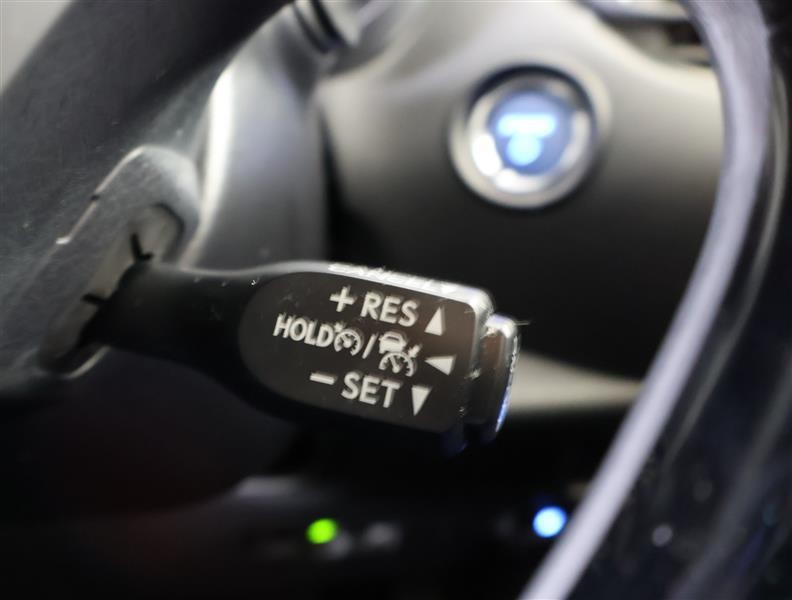 + RES ▲
HOLD / ◀
− SET ▼